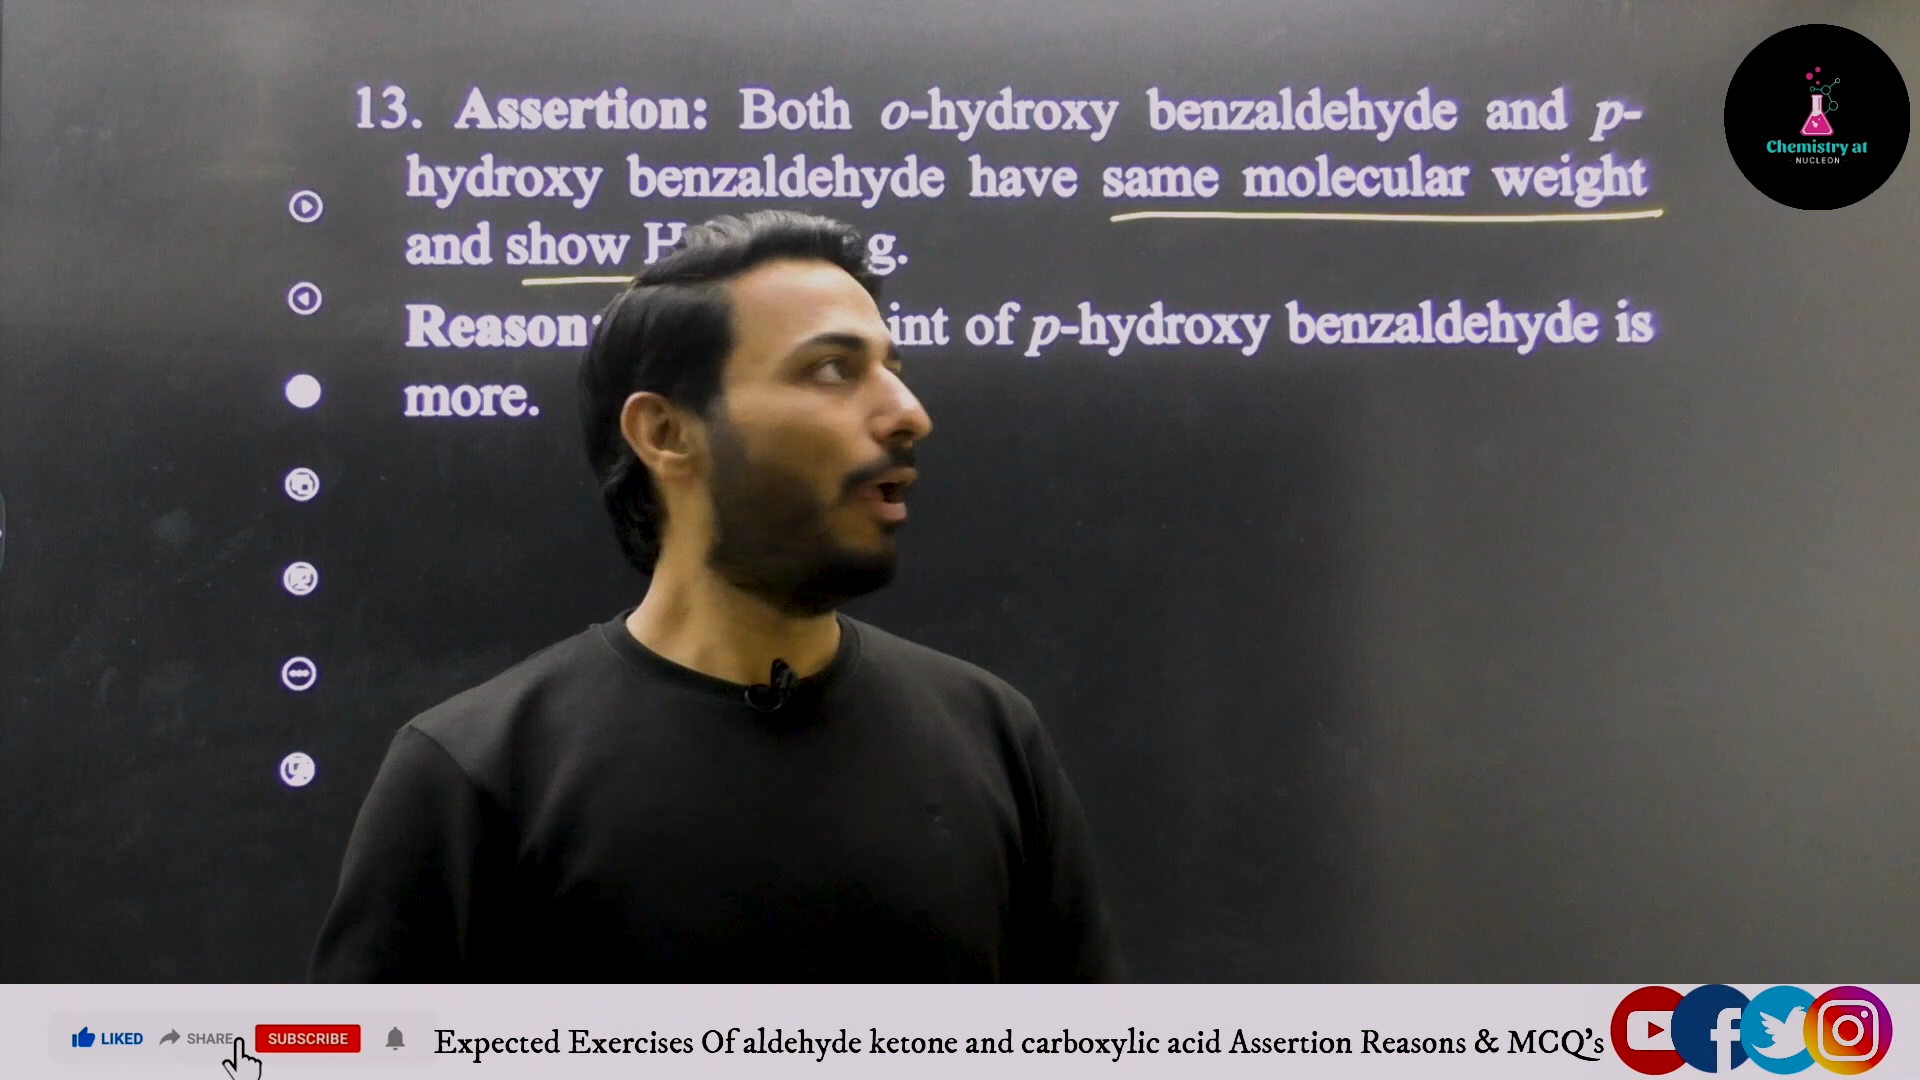 13. Assertion: Both o-hydroxy benzaldehyde and p-
hydroxy benzaldehyde have same molecular weight
and show H g.
Reason: int of p-hydroxy benzaldehyde is
more.
Chemistry at
NUCLEON
LIKED SHARE SUBSCRIBE
Expected Exercises Of aldehyde ketone and carboxylic acid Assertion Reasons & MCQ's